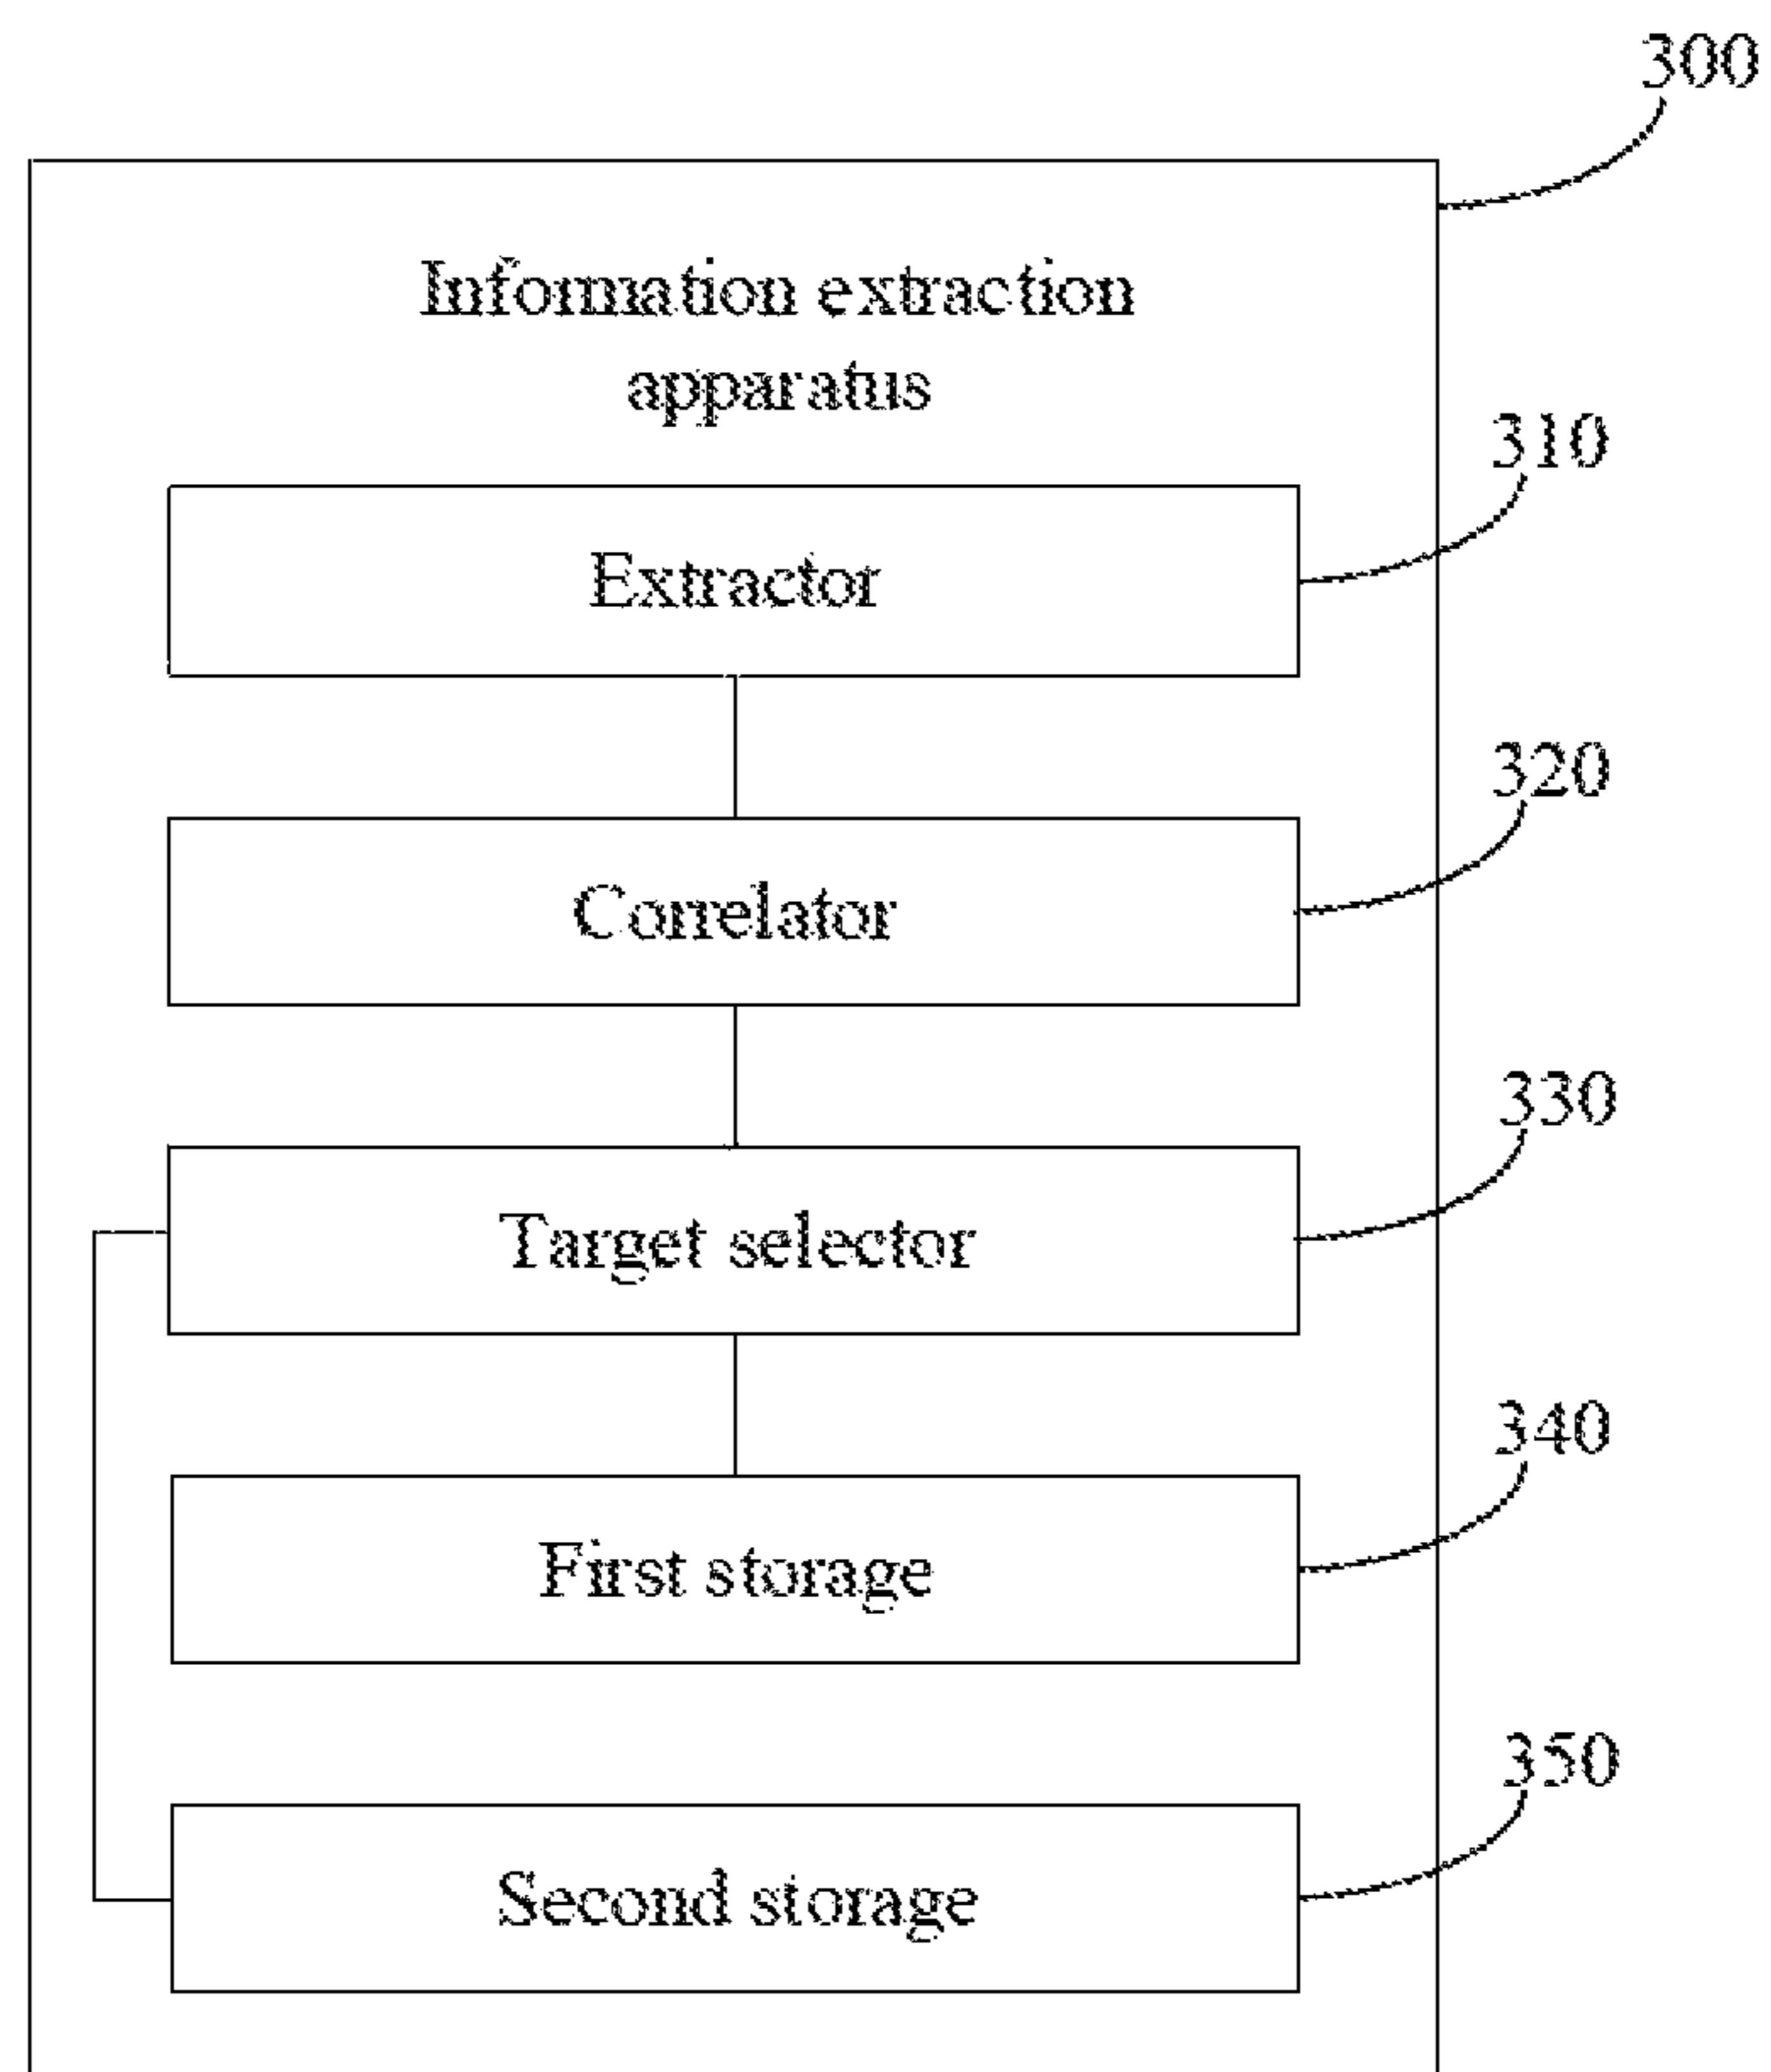 300
Information extraction
apparatus
310
Extractor
320
Correlator
330
Target selector
340
First storage
350
Second storage